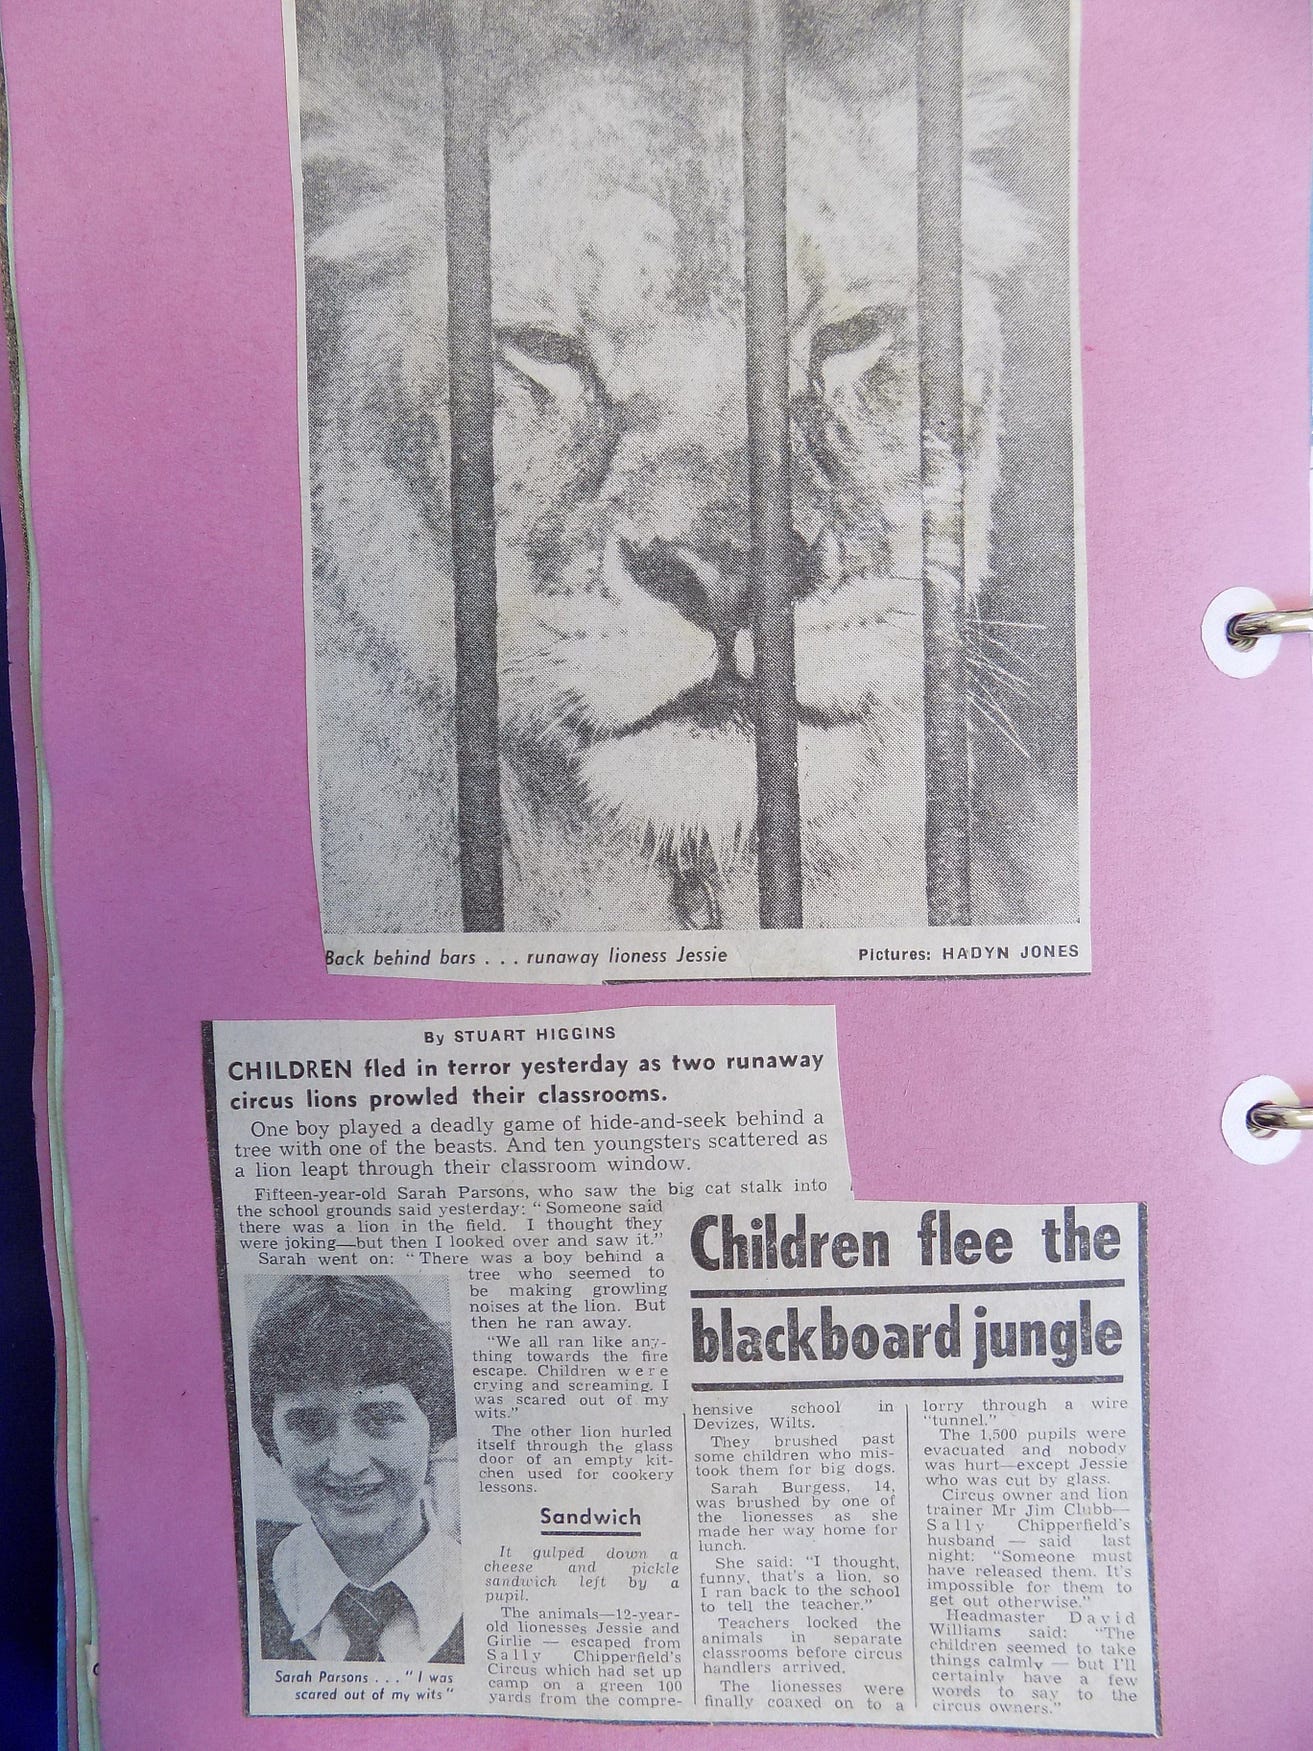 Back behind bars . . . runaway lioness Jessie
Pictures: HADYN JONES
By STUART HIGGINS
CHILDREN fled in terror yesterday as two runaway
circus lions prowled their classrooms.
One boy played a deadly game of hide-and-seek behind a
tree with one of the beasts. And ten youngsters scattered as
a lion leapt through their classroom window.
Fifteen-year-old Sarah Parsons, who saw the big cat stalk into
the school grounds said yesterday: “Someone said
there was a lion in the field. I thought they
were joking—but then I looked over and saw it.”
Sarah went on: “There was a boy behind a
tree who seemed to
be making growling
noises at the lion. But
then he ran away.
“We all ran like any-
thing towards the fire
escape. Children were
crying and screaming. I
was scared out of my
wits.”
The other lion hurled
itself through the glass
door of an empty kit-
chen used for cookery
lessons.
Sandwich
It gulped down a
cheese and pickle
sandwich left by a
pupil.
The animals—12-year-
old lionesses Jessie and
Girlie — escaped from
Sally Chipperfield's
Circus which had set up
camp on a green 100
yards from the compre-
Sarah Parsons . . . “I was
scared out of my wits”
Children flee the
blackboard jungle
hensive school in
Devizes, Wilts.
They brushed past
some children who mis-
took them for big dogs.
Sarah Burgess, 14,
was brushed by one of
the lionesses as she
made her way home for
lunch.
She said: “I thought,
funny, that's a lion, so
I ran back to the school
to tell the teacher.”
Teachers locked the
animals in separate
classrooms before circus
handlers arrived.
The lionesses were
finally coaxed on to a
lorry through a wire
“tunnel.”
The 1,500 pupils were
evacuated and nobody
was hurt—except Jessie
who was cut by glass.
Circus owner and lion
trainer Mr Jim Clubb—
Sally Chipperfield's
husband — said last
night: “Someone must
have released them. It's
impossible for them to
get out otherwise.”
Headmaster David
Williams said: “The
children seemed to take
things calmly — but I'll
certainly have a few
words to say to the
circus owners.”